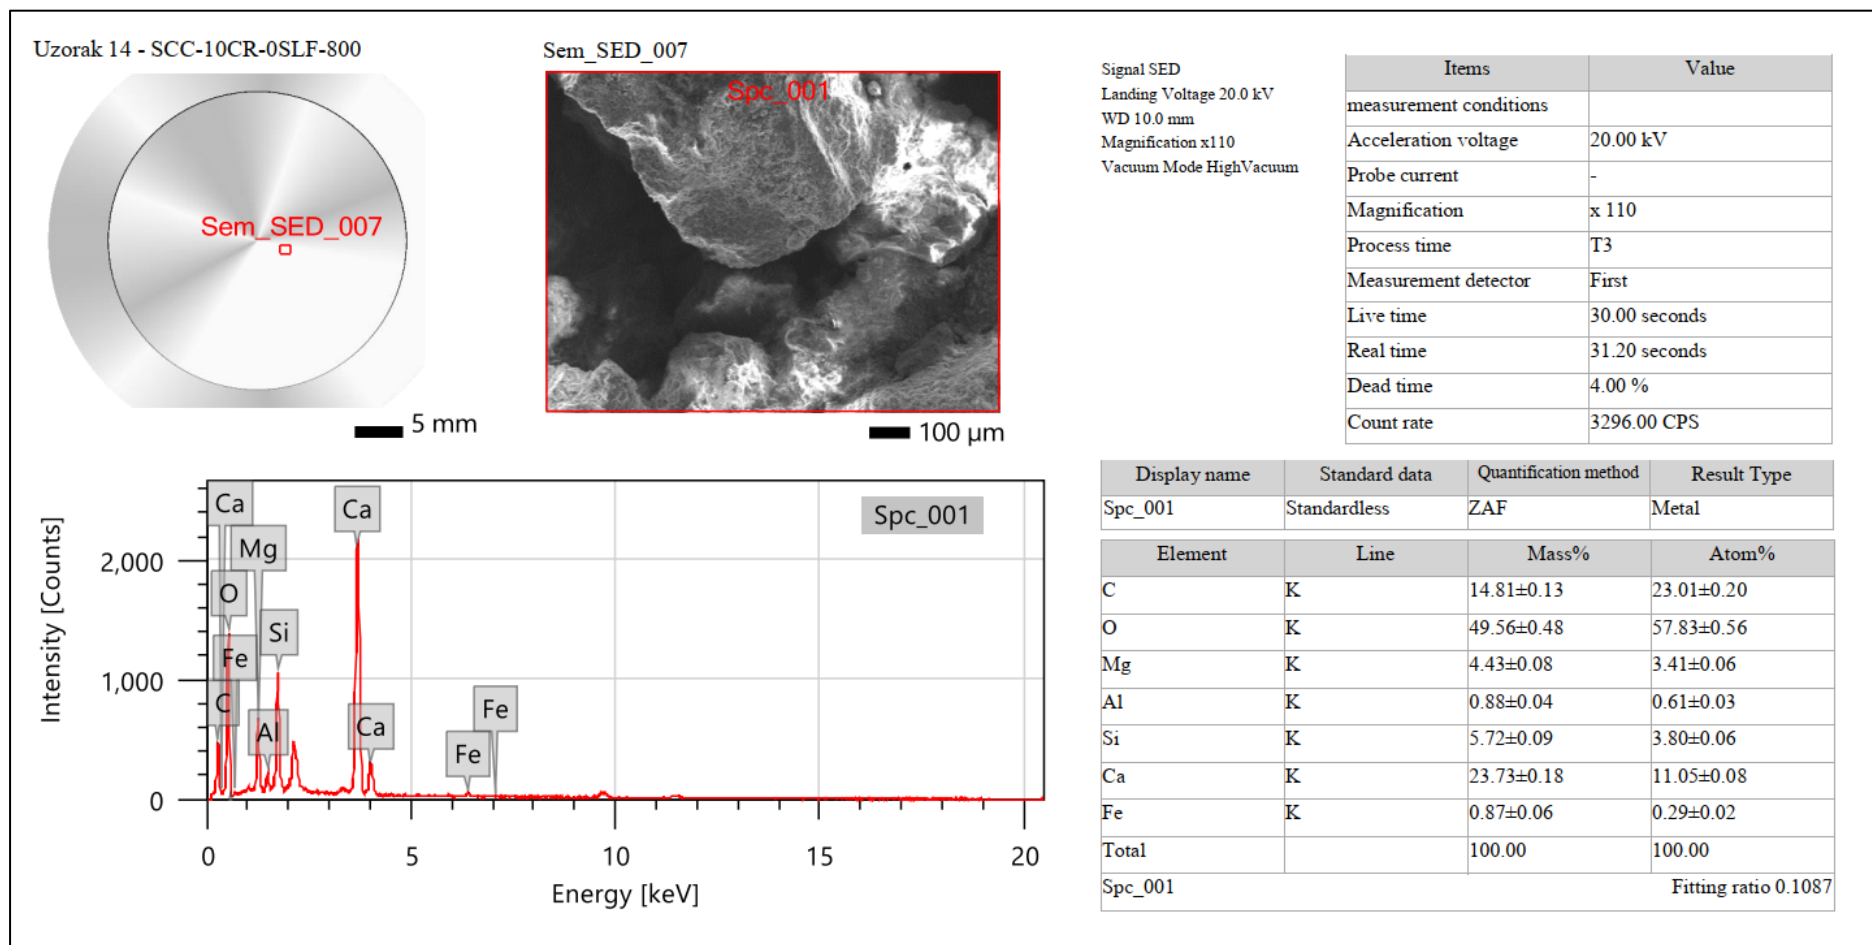 Uzorak 14 - SCC-10CR-0SLF-800
Sem_SED_007
Sem_SED_007
5 mm
Spc_001
100 µm
Signal SED
Landing Voltage 20.0 kV
WD 10.0 mm
Magnification x110
Vacuum Mode HighVacuum
Items Value
measurement conditions
Acceleration voltage 20.00 kV
Probe current -
Magnification x 110
Process time T3
Measurement detector First
Live time 30.00 seconds
Real time 31.20 seconds
Dead time 4.00 %
Count rate 3296.00 CPS
Intensity [Counts]
2,000
1,000
0
Ca
O
Fe
C
Mg
Al
Si
Ca
Ca
Fe
Fe
Spc_001
0 5 10 15 20
Energy [keV]
Display name Standard data Quantification method Result Type
Spc_001 Standardless ZAF Metal
Element Line Mass% Atom%
C K 14.81±0.13 23.01±0.20
O K 49.56±0.48 57.83±0.56
Mg K 4.43±0.08 3.41±0.06
Al K 0.88±0.04 0.61±0.03
Si K 5.72±0.09 3.80±0.06
Ca K 23.73±0.18 11.05±0.08
Fe K 0.87±0.06 0.29±0.02
Total 100.00 100.00
Spc_001 Fitting ratio 0.1087